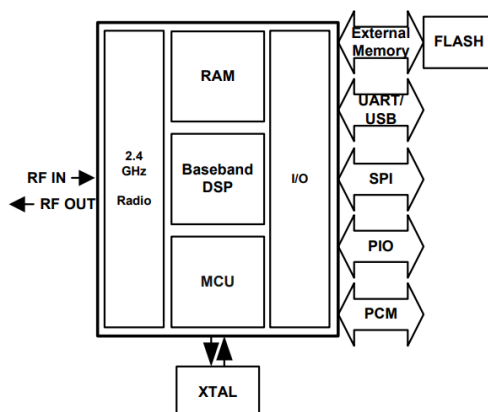 External
Memory
FLASH
RAM
UART/
USB
2.4
GHz
Radio
Baseband
DSP
I/O
RF IN
SPI
RF OUT
PIO
MCU
PCM
XTAL